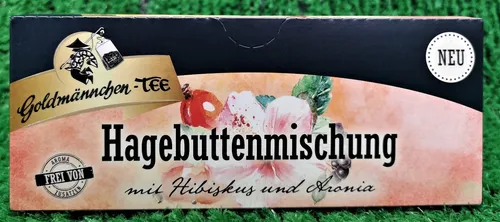 NEU
Goldmännchen-TEE
Hagebuttenmischung
mit Hibiskus und Aronia
AROMA
FREI VON
ZUSÄTZEN